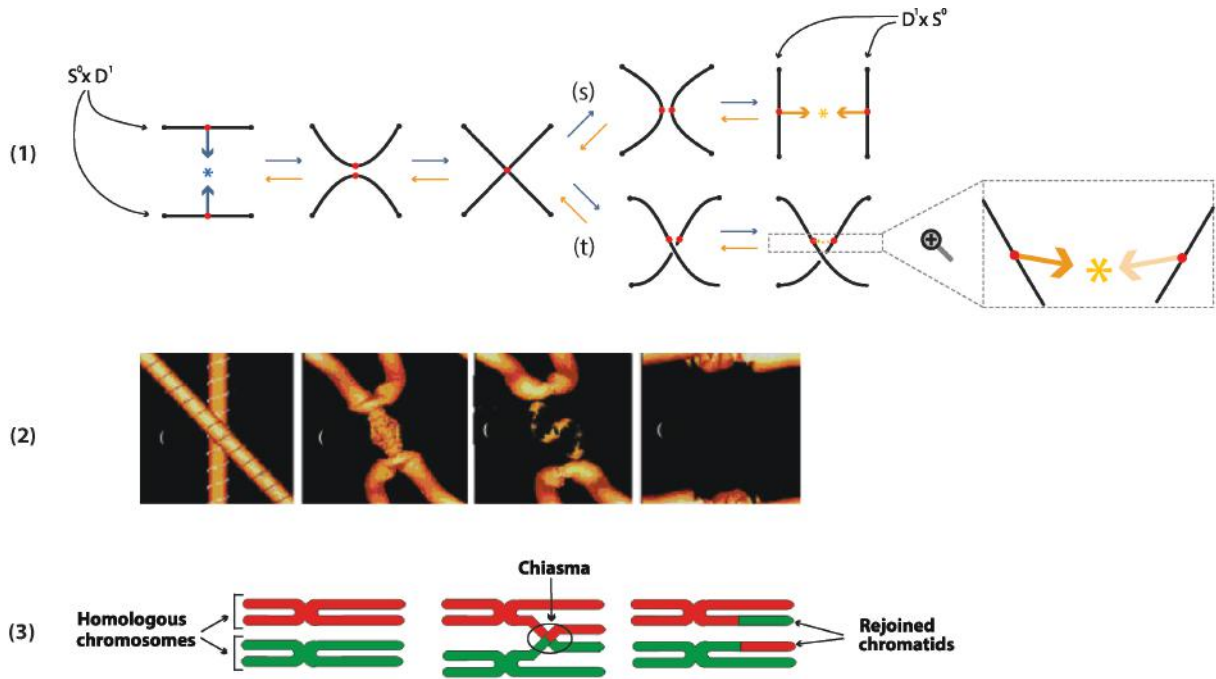 D¹x S⁰
S⁰x D¹
(s)
(1)
*
*
(t)
*
(2)
Chiasma
Homologous
chromosomes
(3)
Rejoined
chromatids